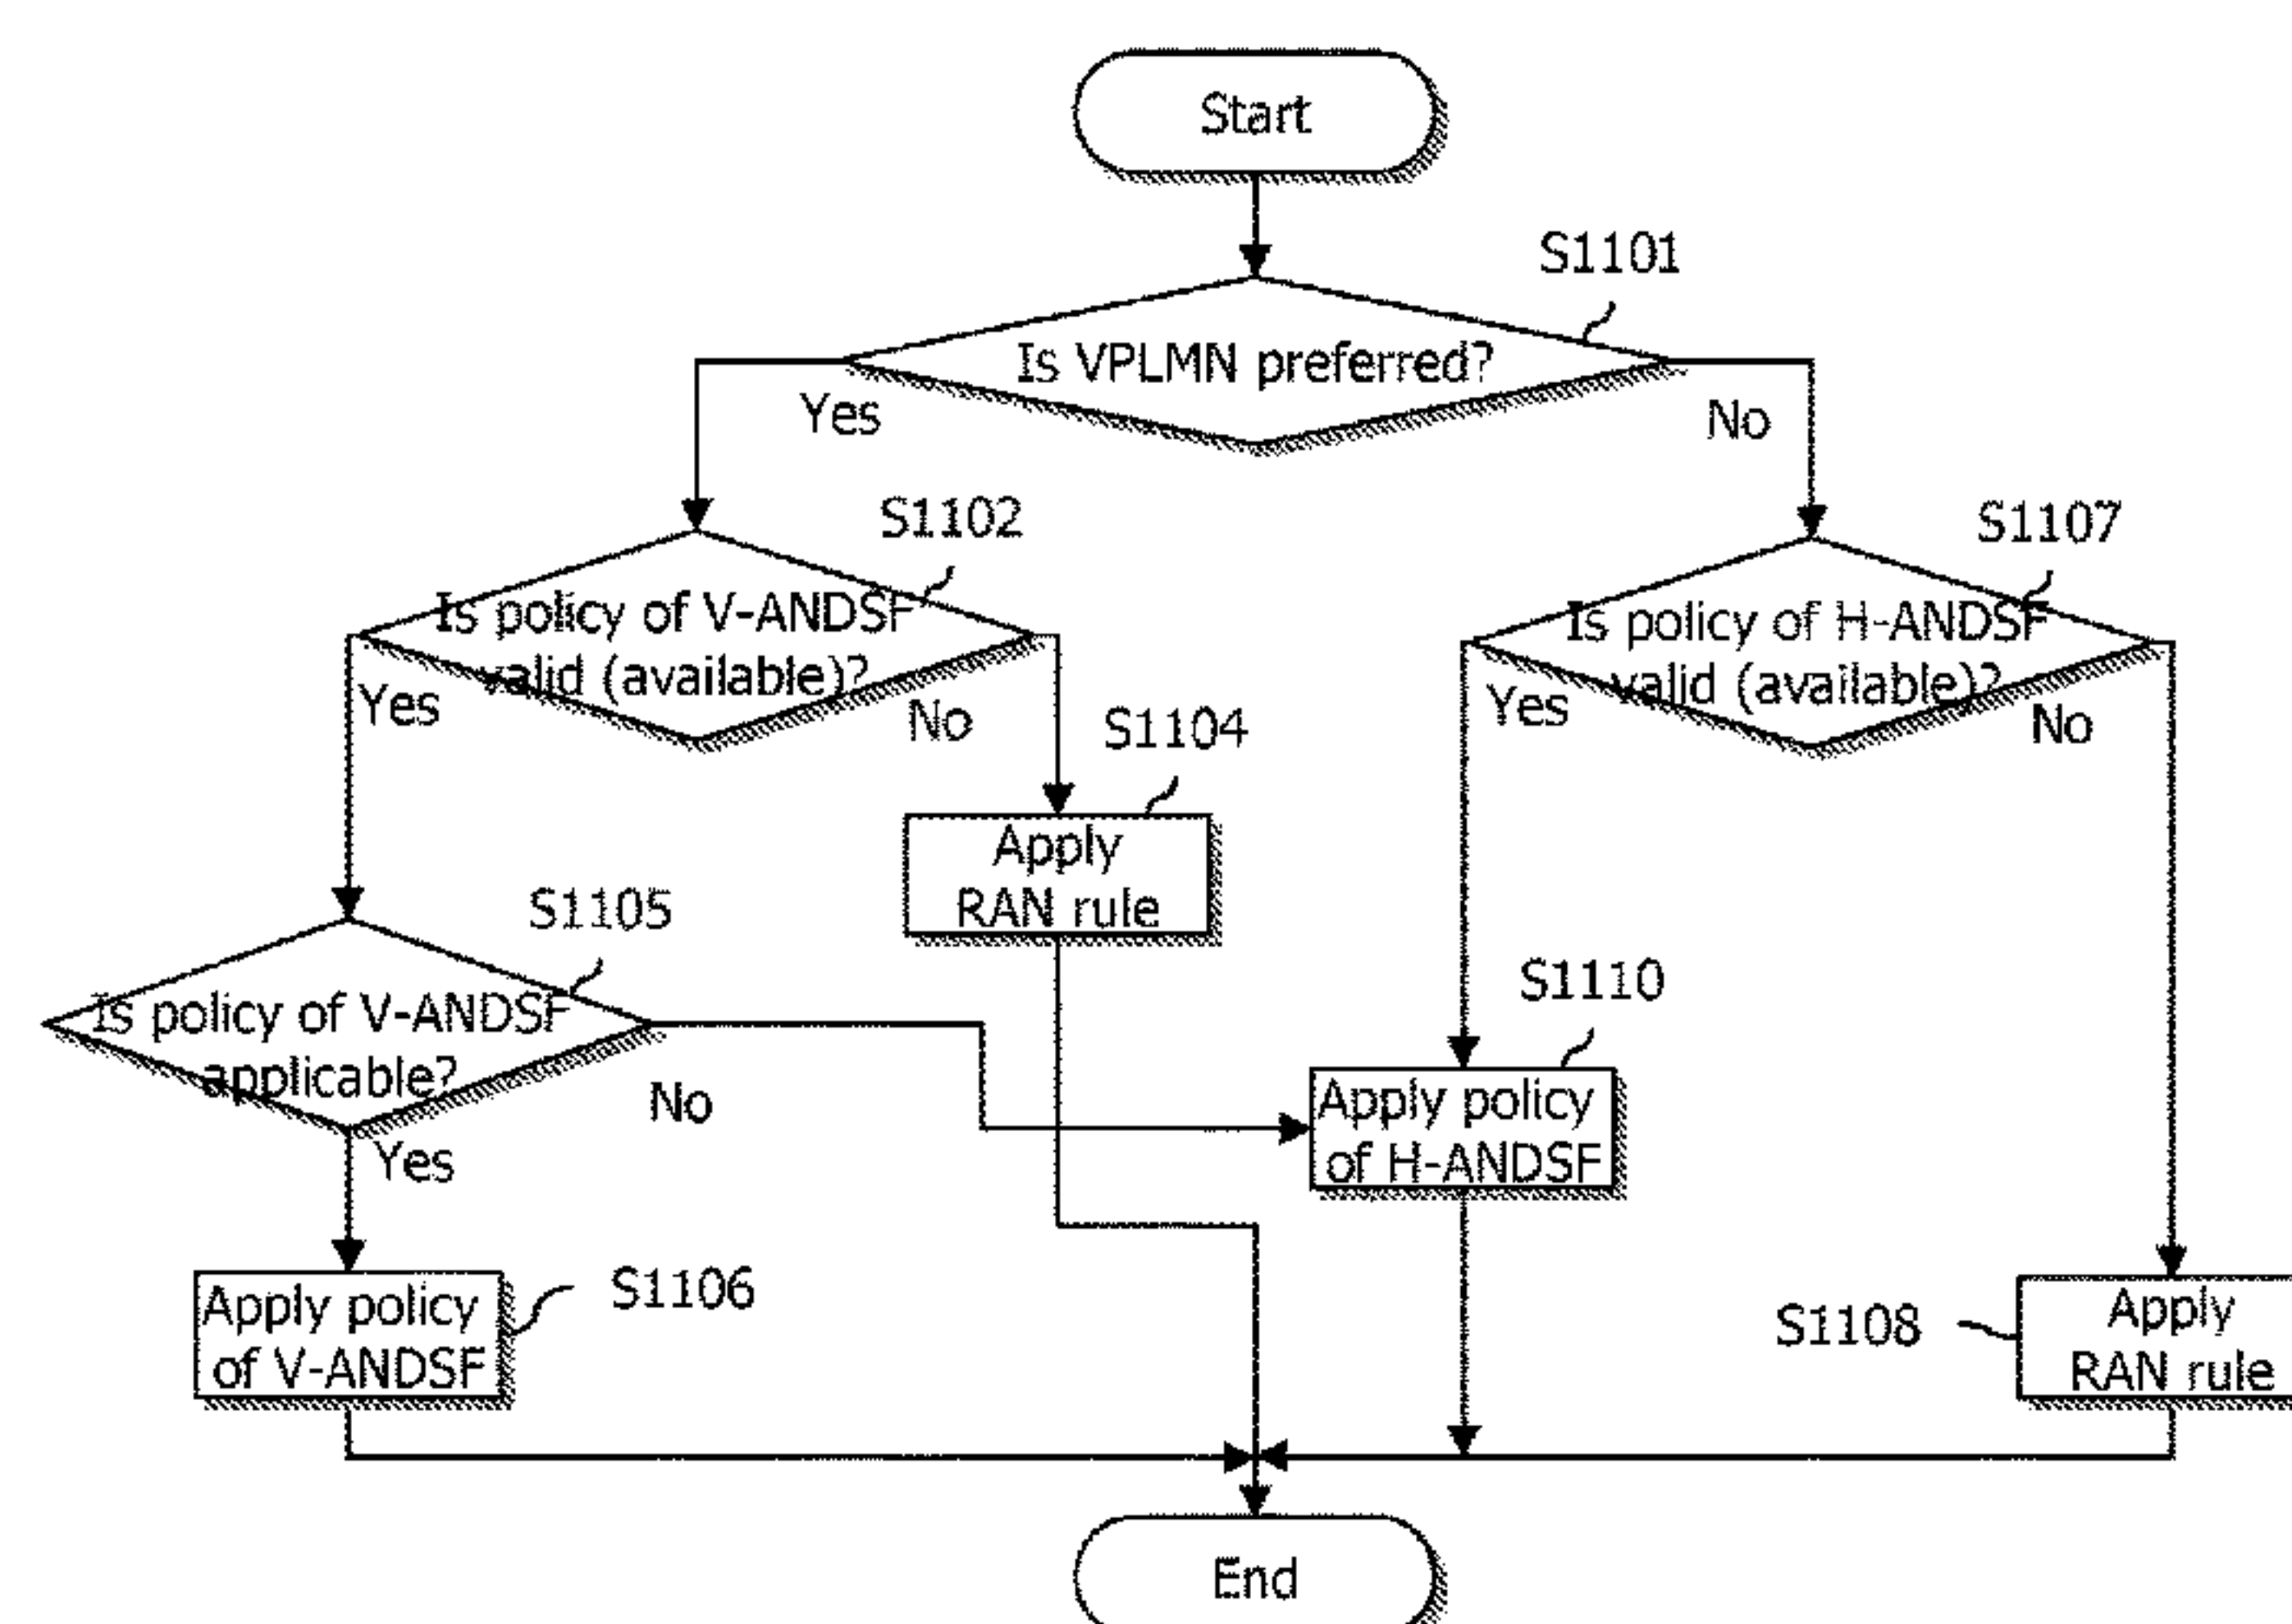 Start
S1101
Is VPLMN preferred?
Yes
No
S1102
S1107
Is policy of V-ANDSF
valid (available)?
Is policy of H-ANDSF
valid (available)?
Yes
No
Yes
No
S1104
Apply
RAN rule
S1105
Is policy of V-ANDSF
applicable?
No
Yes
S1110
Apply policy
of H-ANDSF
Apply policy
of V-ANDSF
S1106
S1108
Apply
RAN rule
End